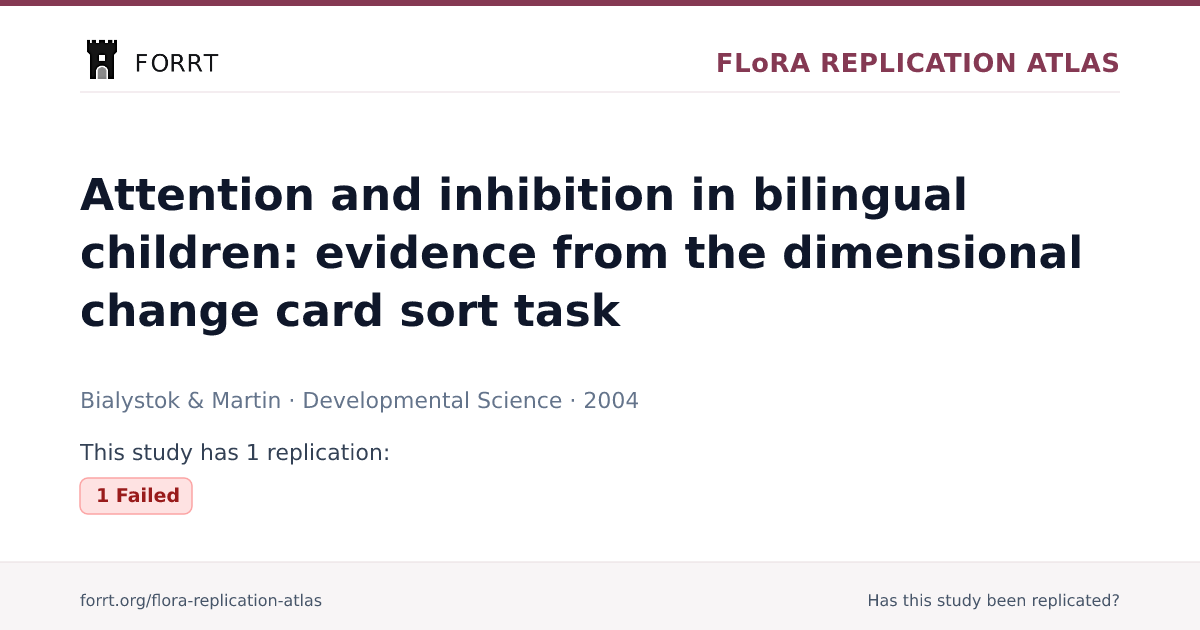 FORRT
FLoRA REPLICATION ATLAS
Attention and inhibition in bilingual
children: evidence from the dimensional
change card sort task
Bialystok & Martin · Developmental Science · 2004
This study has 1 replication:
1 Failed
forrt.org/flora-replication-atlas
Has this study been replicated?